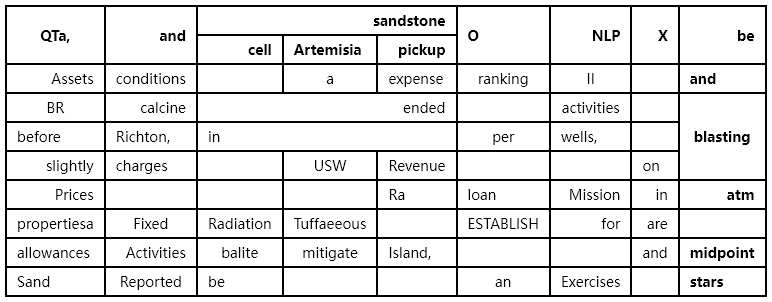 QTa, and sandstone O NLP X be
cell Artemisia pickup
Assets conditions a expense ranking II and
BR calcine ended activities blasting
before Richton, in per wells,
slightly charges USW Revenue on
Prices Ra loan Mission in atm
propertiesa Fixed Radiation Tuffaeeous ESTABLISH for are
allowances Activities balite mitigate Island, and midpoint
Sand Reported be an Exercises stars